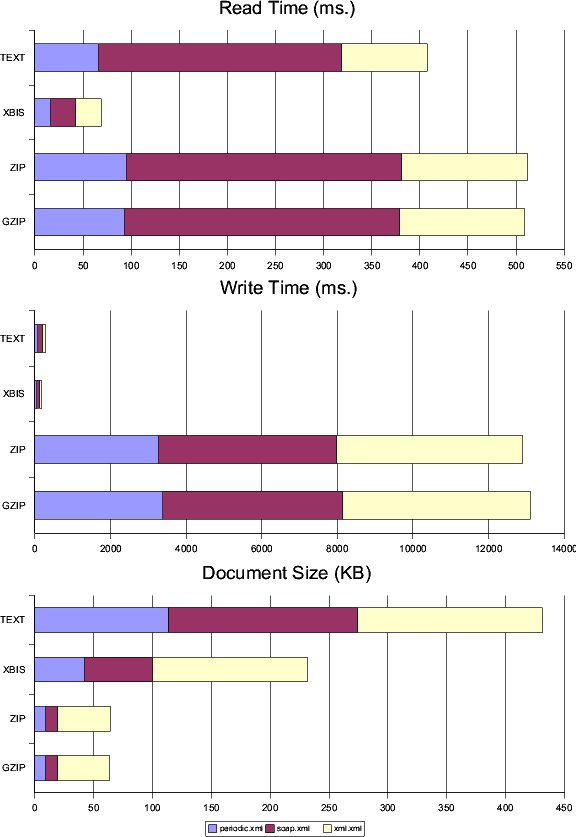 Read Time (ms.)
TEXT
XBIS
ZIP
GZIP
0 50 100 150 200 250 300 350 400 450 500 550
Write Time (ms.)
TEXT
XBIS
ZIP
GZIP
0 2000 4000 6000 8000 10000 12000 14000
Document Size (KB)
TEXT
XBIS
ZIP
GZIP
0 50 100 150 200 250 300 350 400 450
periodic.xml soap.xml xml.xml